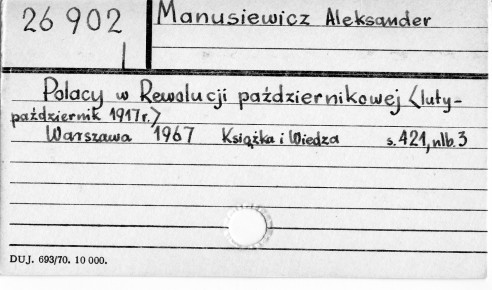 26 902
Manusiewicz Aleksander
Polacy w Rewolucji październikowej <luty-
październik 1917 r.>
Warszawa 1967 Książka i Wiedza s. 421, nlb. 3
DUJ. 693/70. 10 000.